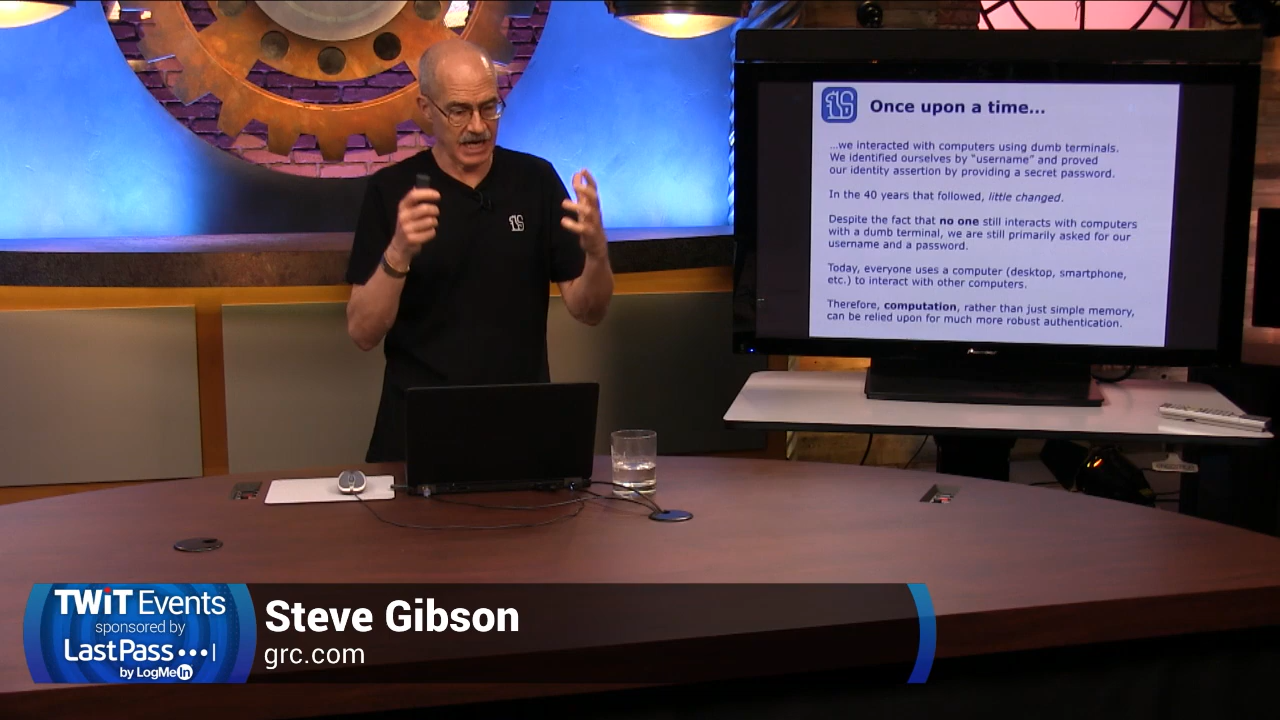 Once upon a time...
...we interacted with computers using dumb terminals.
We identified ourselves by "username" and proved
our identity assertion by providing a secret password.
In the 40 years that followed, little changed.
Despite the fact that no one still interacts with computers
with a dumb terminal, we are still primarily asked for our
username and a password.
Today, everyone uses a computer (desktop, smartphone,
etc.) to interact with other computers.
Therefore, computation, rather than just simple memory,
can be relied upon for much more robust authentication.
TWiT Events
sponsored by
LastPass•••|
by LogMeIn
Steve Gibson
grc.com